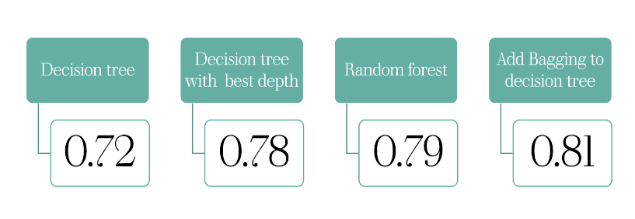 Decision tree
0.72
Decision tree
with best depth
0.78
Random forest
0.79
Add Bagging to
decision tree
0.81